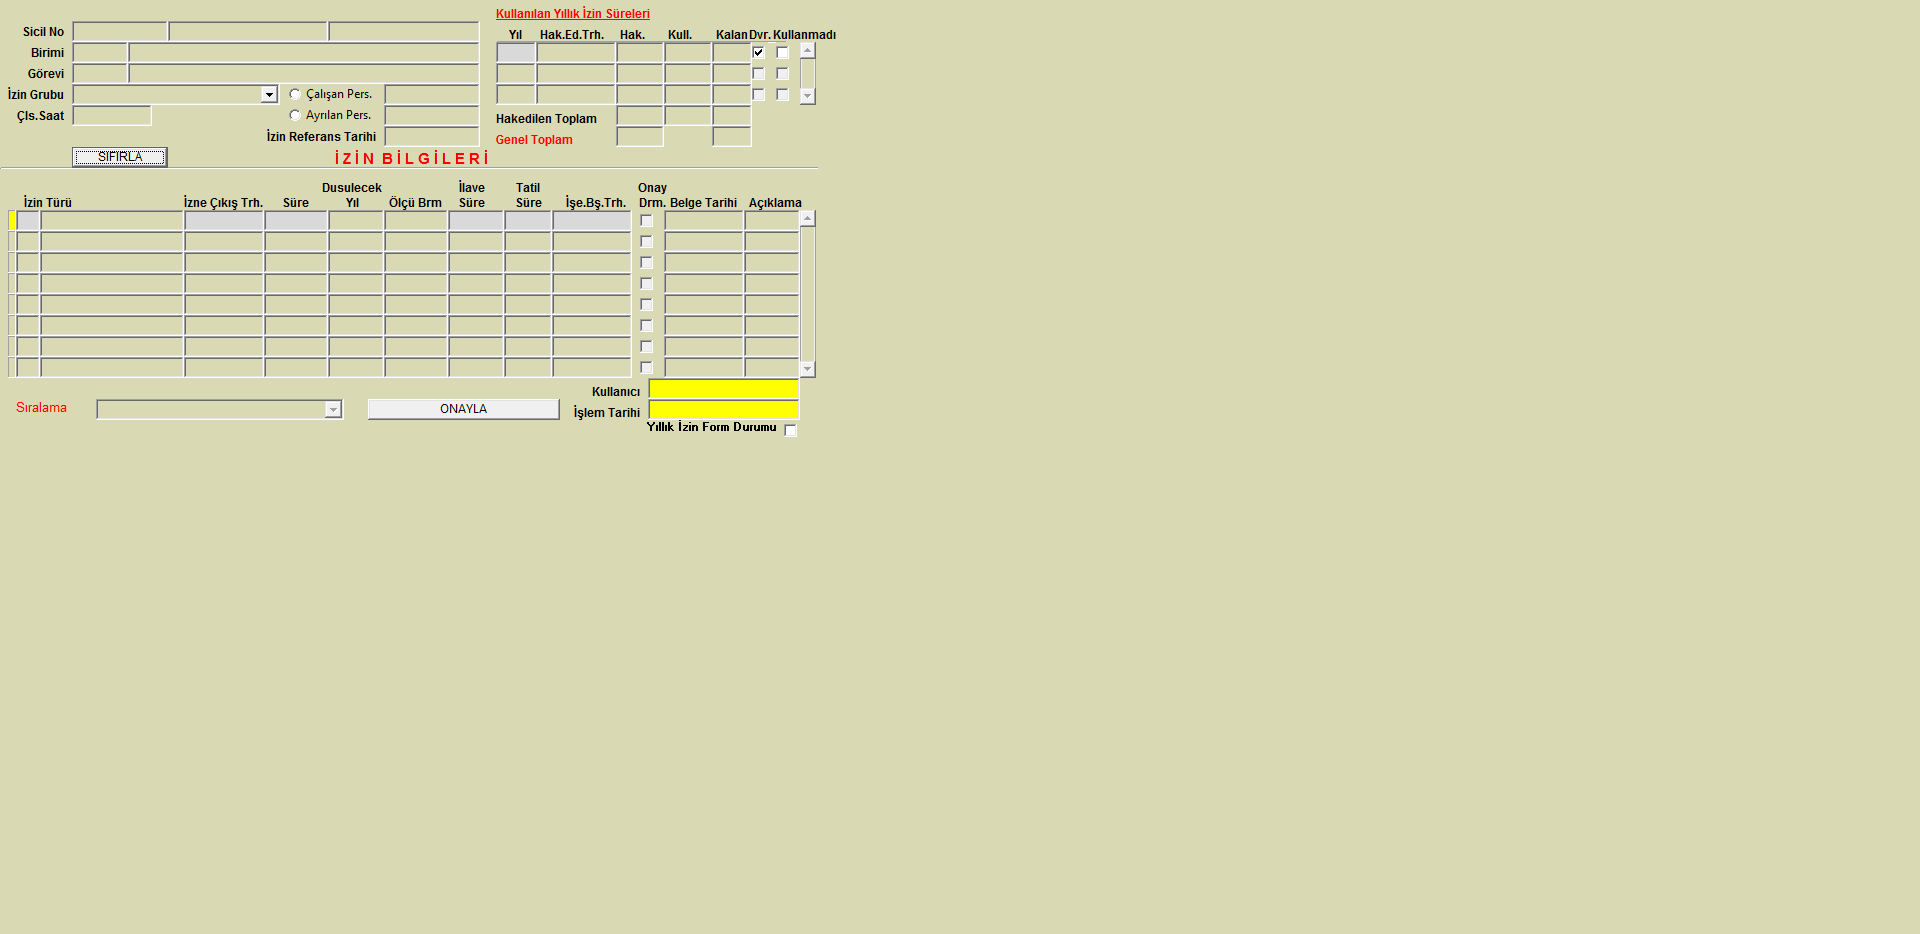 Kullanılan Yıllık İzin Süreleri
Sicil No
Yıl Hak.Ed.Trh. Hak. Kull. Kalan Dvr. Kullanmadı
Birimi
Görevi
İzin Grubu Çalışan Pers.
Çls.Saat Ayrılan Pers.
Hakedilen Toplam
İzin Referans Tarihi
Genel Toplam
SIFIRLA
İZİN BİLGİLERİ
Dusulecek İlave Tatil Onay
İzin Türü İzne Çıkış Trh. Süre Yıl Ölçü Brm Süre Süre İşe.Bş.Trh. Drm. Belge Tarihi Açıklama
Kullanıcı
Sıralama ONAYLA İşlem Tarihi
Yıllık İzin Form Durumu